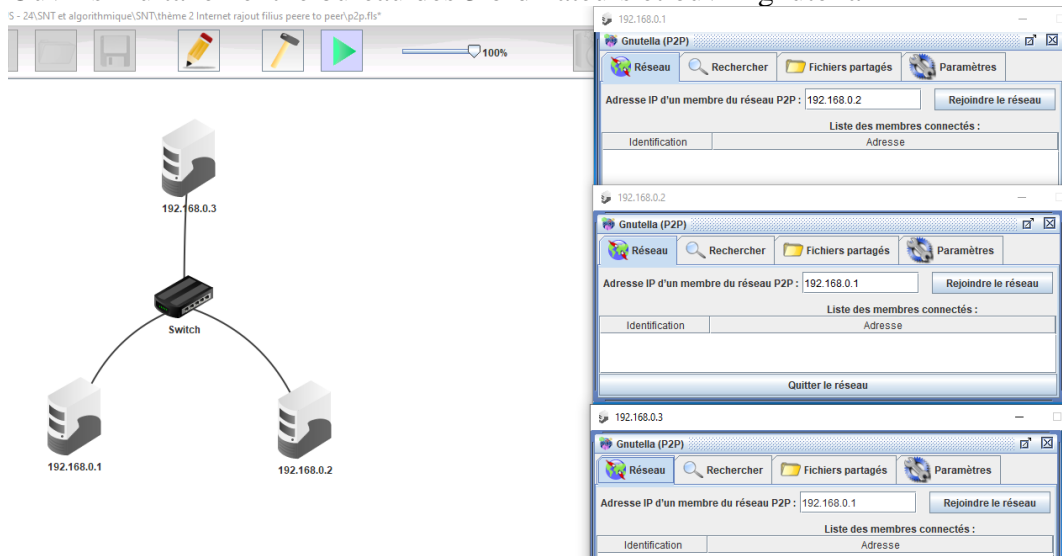 S - 24\SNT et algorithmique\SNT\thème 2 Internet rajout filius peere to peer\p2p.fls*
100%
192.168.0.3
Switch
192.168.0.1
192.168.0.2
192.168.0.1
Gnutella (P2P)
Réseau Rechercher Fichiers partagés Paramètres
Adresse IP d'un membre du réseau P2P : 192.168.0.2 Rejoindre le réseau
Liste des membres connectés :
Identification Adresse
192.168.0.2
Gnutella (P2P)
Réseau Rechercher Fichiers partagés Paramètres
Adresse IP d'un membre du réseau P2P : 192.168.0.1 Rejoindre le réseau
Liste des membres connectés :
Identification Adresse
Quitter le réseau
192.168.0.3
Gnutella (P2P)
Réseau Rechercher Fichiers partagés Paramètres
Adresse IP d'un membre du réseau P2P : 192.168.0.1 Rejoindre le réseau
Liste des membres connectés :
Identification Adresse